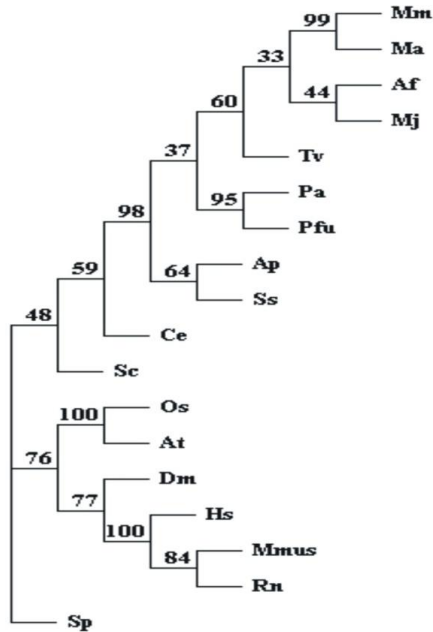 99 Mm
Ma
33
44 Af
Mj
60
Tv
37
95 Pa
Pfu
98
64 Ap
Ss
59
Ce
48
Sc
100 Os
At
76
77 Dm
100 Hs
84 Mmus
Rn
Sp